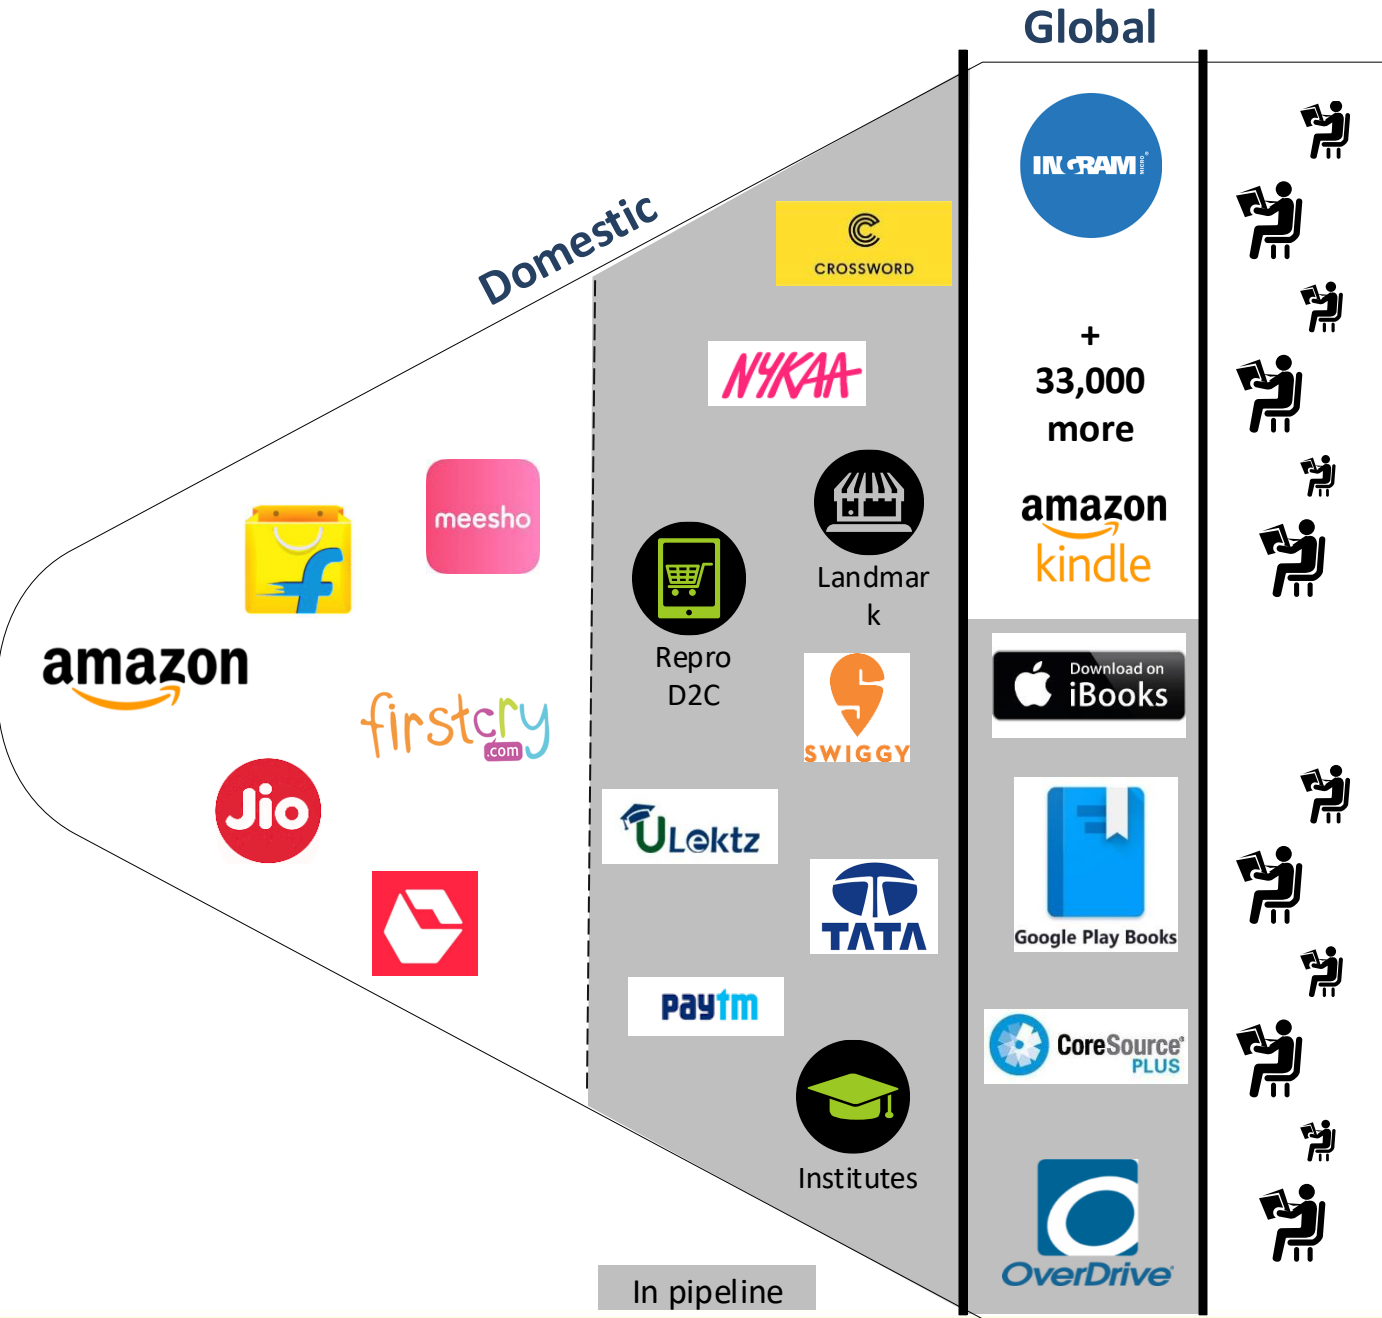 Global
Domestic
INGRAM
MICRO
+
33,000
more
amazon
kindle
CROSSWORD
NYKAA
Landmar
k
Repro
D2C
SWIGGY
ULektz
TATA
paytm
Institutes
meesho
f
amazon
firstcry
.com
Jio
Download on
iBooks
Google Play Books
CoreSource®
PLUS
OverDrive®
In pipeline